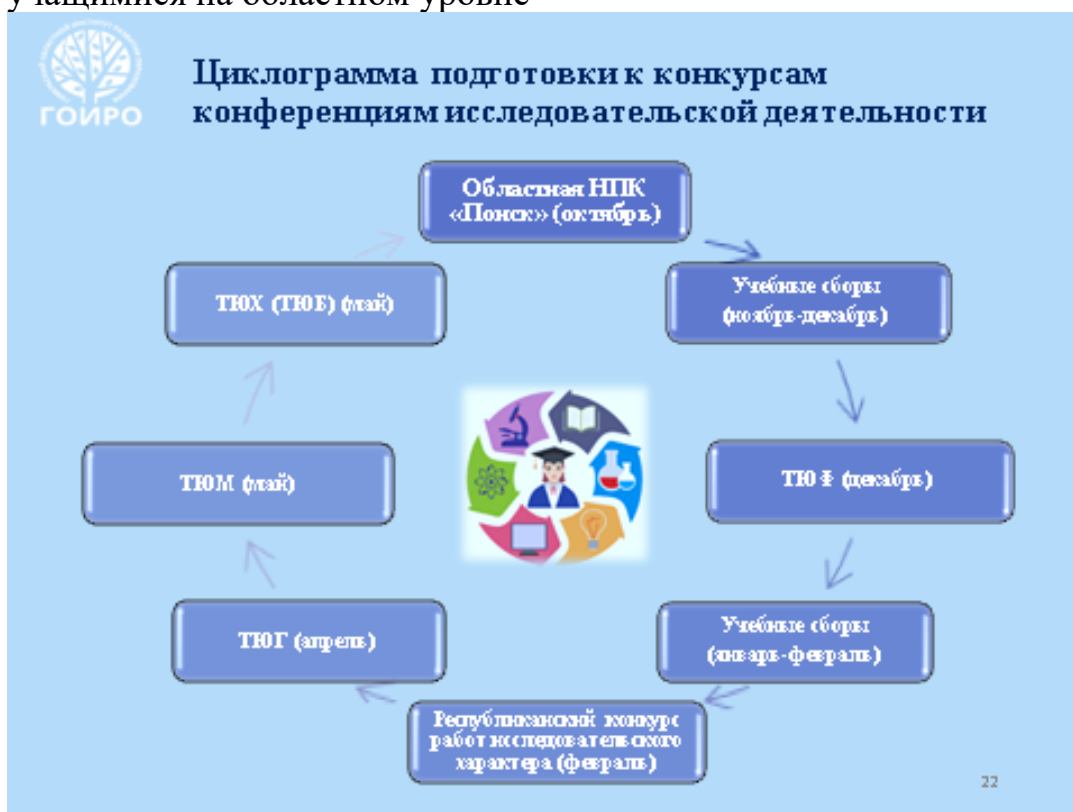 учащимися на областном уровне
ГОИРО
Циклограмма подготовки к конкурсам
конференциям исследовательской деятельности
Областная НПК
«Поиск» (октябрь)
Учебные сборы
(ноябрь-декабрь)
ТЮФ (декабрь)
Учебные сборы
(январь-февраль)
Республиканский конкурс
работ исследовательского
характера (февраль)
ТЮГ (апрель)
ТЮМ (май)
ТЮХ (ТЮБ) (май)
22